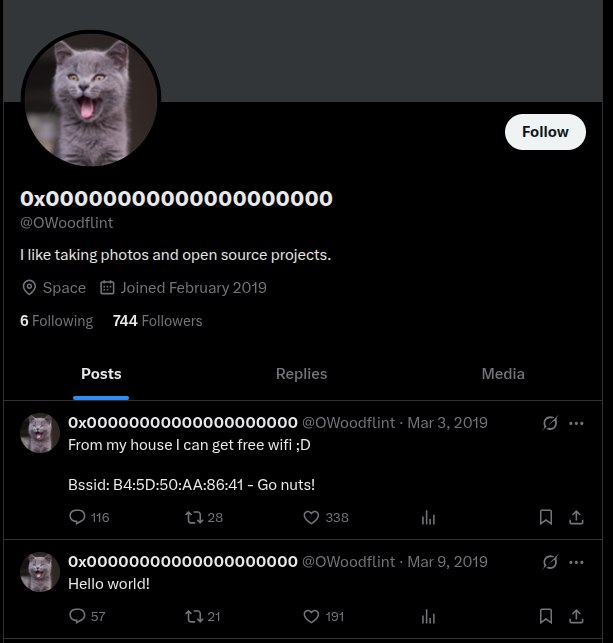 Follow
0x00000000000000000000
@OWoodflint
I like taking photos and open source projects.
Space Joined February 2019
6 Following 744 Followers
Posts Replies Media
0x00000000000000000000 @OWoodflint · Mar 3, 2019
From my house I can get free wifi ;D
Bssid: B4:5D:50:AA:86:41 - Go nuts!
116 28 338
0x00000000000000000000 @OWoodflint · Mar 9, 2019
Hello world!
57 21 191